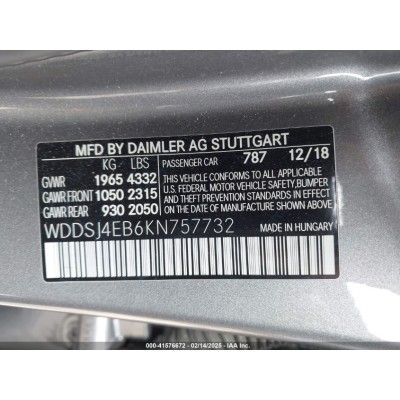 MFD BY DAIMLER AG STUTTGART
KG LBS PASSENGER CAR 787 12/18
GVWR 1965 4332 THIS VEHICLE CONFORMS TO ALL APPLICABLE
GAWR FRONT 1050 2315 U.S. FEDERAL MOTOR VEHICLE SAFETY,BUMPER
GAWR REAR 930 2050 AND THEFT PREVENTION STANDARDS IN EFFECT ON THE DATE OF MANUFACTURE SHOWN ABOVE.
WDDSJ4EB6KN757732 MADE IN HUNGARY
000-41576672 | 02/14/2025 | IAA Inc.